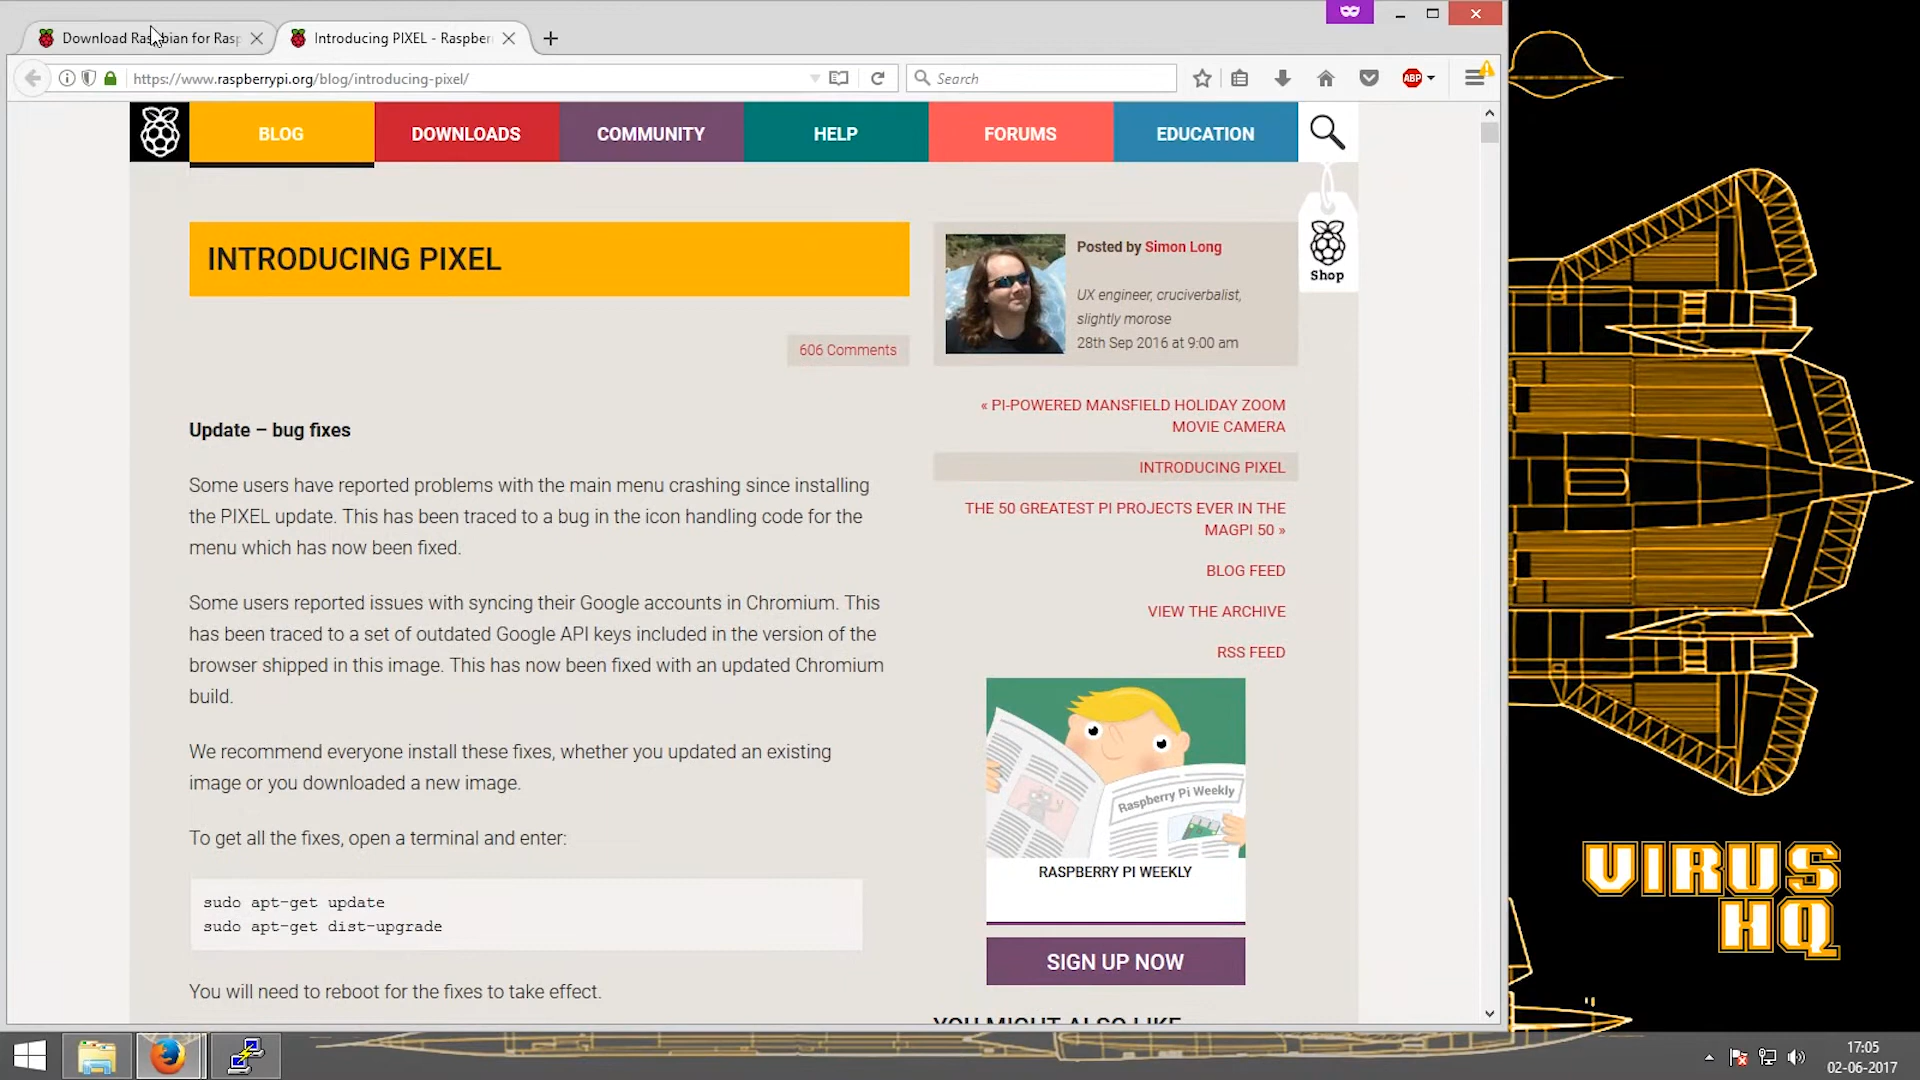 Download Raspbian for Rasp
Introducing PIXEL - Raspber
https://www.raspberrypi.org/blog/introducing-pixel/
Search
ABP
BLOG
DOWNLOADS
COMMUNITY
HELP
FORUMS
EDUCATION
Shop
INTRODUCING PIXEL
606 Comments
Posted by Simon Long
UX engineer, cruciverbalist,
slightly morose
28th Sep 2016 at 9:00 am
« PI-POWERED MANSFIELD HOLIDAY ZOOM
MOVIE CAMERA
INTRODUCING PIXEL
THE 50 GREATEST PI PROJECTS EVER IN THE
MAGPI 50 »
BLOG FEED
VIEW THE ARCHIVE
RSS FEED
Update – bug fixes
Some users have reported problems with the main menu crashing since installing
the PIXEL update. This has been traced to a bug in the icon handling code for the
menu which has now been fixed.
Some users reported issues with syncing their Google accounts in Chromium. This
has been traced to a set of outdated Google API keys included in the version of the
browser shipped in this image. This has now been fixed with an updated Chromium
build.
We recommend everyone install these fixes, whether you updated an existing
image or you downloaded a new image.
To get all the fixes, open a terminal and enter:
sudo apt-get update
sudo apt-get dist-upgrade
You will need to reboot for the fixes to take effect.
Raspberry Pi Weekly
RASPBERRY PI WEEKLY
SIGN UP NOW
YOU MIGHT ALSO LIKE
VIRUS
HQ
17:05
02-06-2017